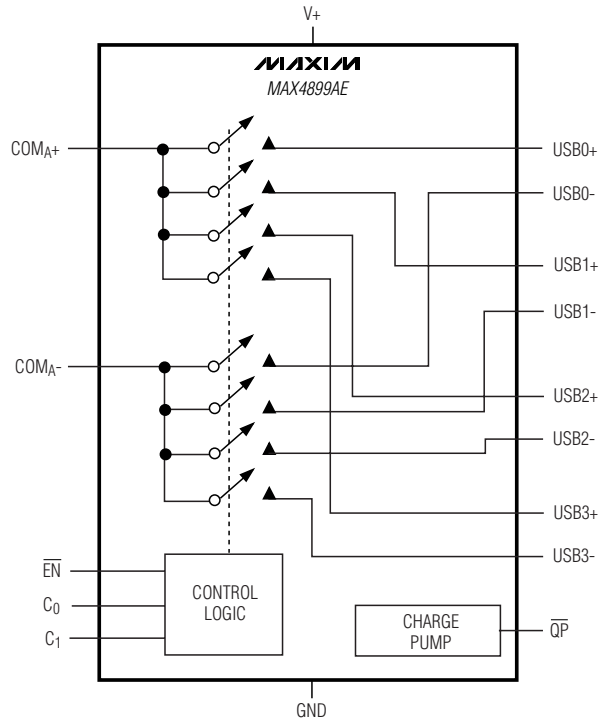 V+
MAXIM
MAX4899AE
COMA+
USB0+
USB0-
USB1+
USB1-
COMA-
USB2+
USB2-
USB3+
USB3-
EN
C0
C1
CONTROL
LOGIC
CHARGE
PUMP
QP
GND